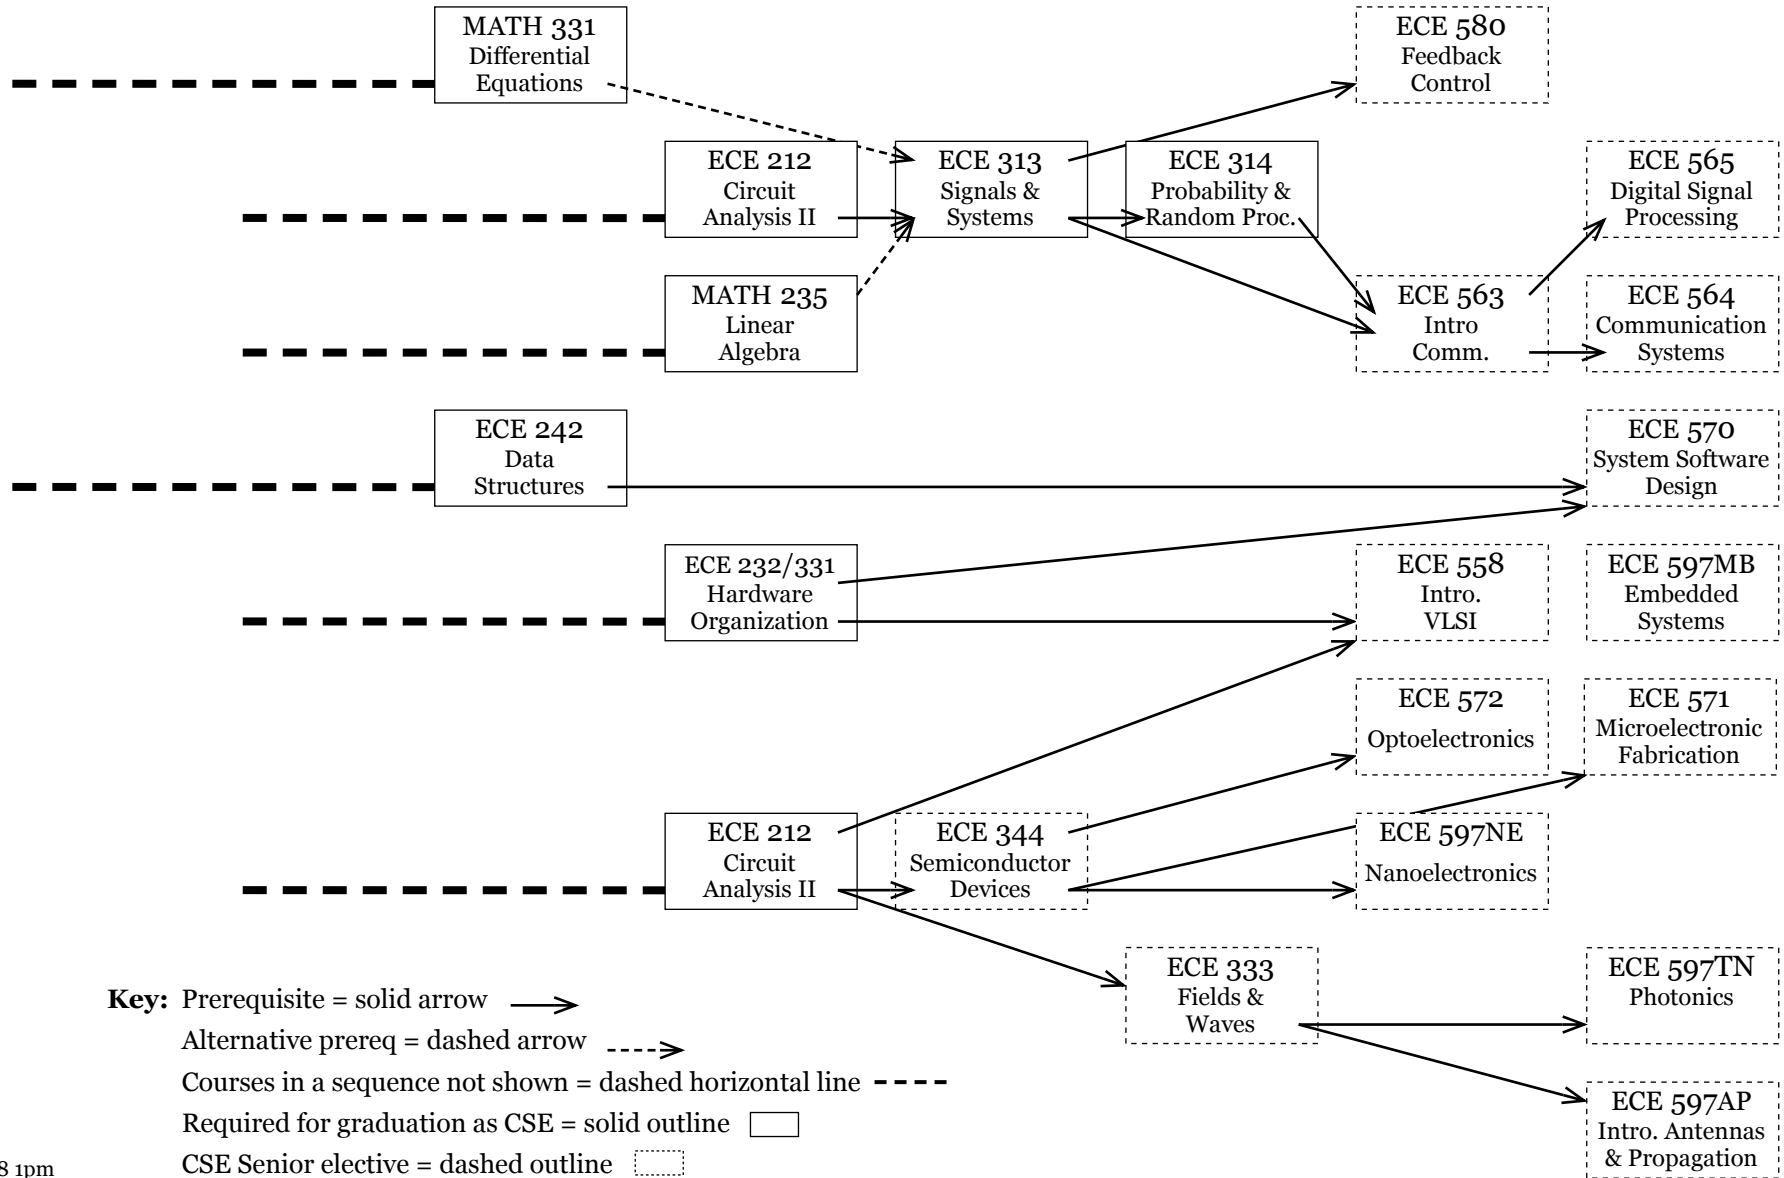 MATH 331
Differential
Equations
ECE 580
Feedback
Control
ECE 212
Circuit
Analysis II
ECE 313
Signals &
Systems
ECE 314
Probability &
Random Proc.
ECE 565
Digital Signal
Processing
MATH 235
Linear
Algebra
ECE 563
Intro
Comm.
ECE 564
Communication
Systems
ECE 242
Data
Structures
ECE 570
System Software
Design
ECE 232/331
Hardware
Organization
ECE 558
Intro.
VLSI
ECE 597MB
Embedded
Systems
ECE 572
Optoelectronics
ECE 571
Microelectronic
Fabrication
ECE 212
Circuit
Analysis II
ECE 344
Semiconductor
Devices
ECE 597NE
Nanoelectronics
ECE 333
Fields &
Waves
ECE 597TN
Photonics
ECE 597AP
Intro. Antennas
& Propagation
Key: Prerequisite = solid arrow
Alternative prereq = dashed arrow
Courses in a sequence not shown = dashed horizontal line
Required for graduation as CSE = solid outline
CSE Senior elective = dashed outline
8 1pm